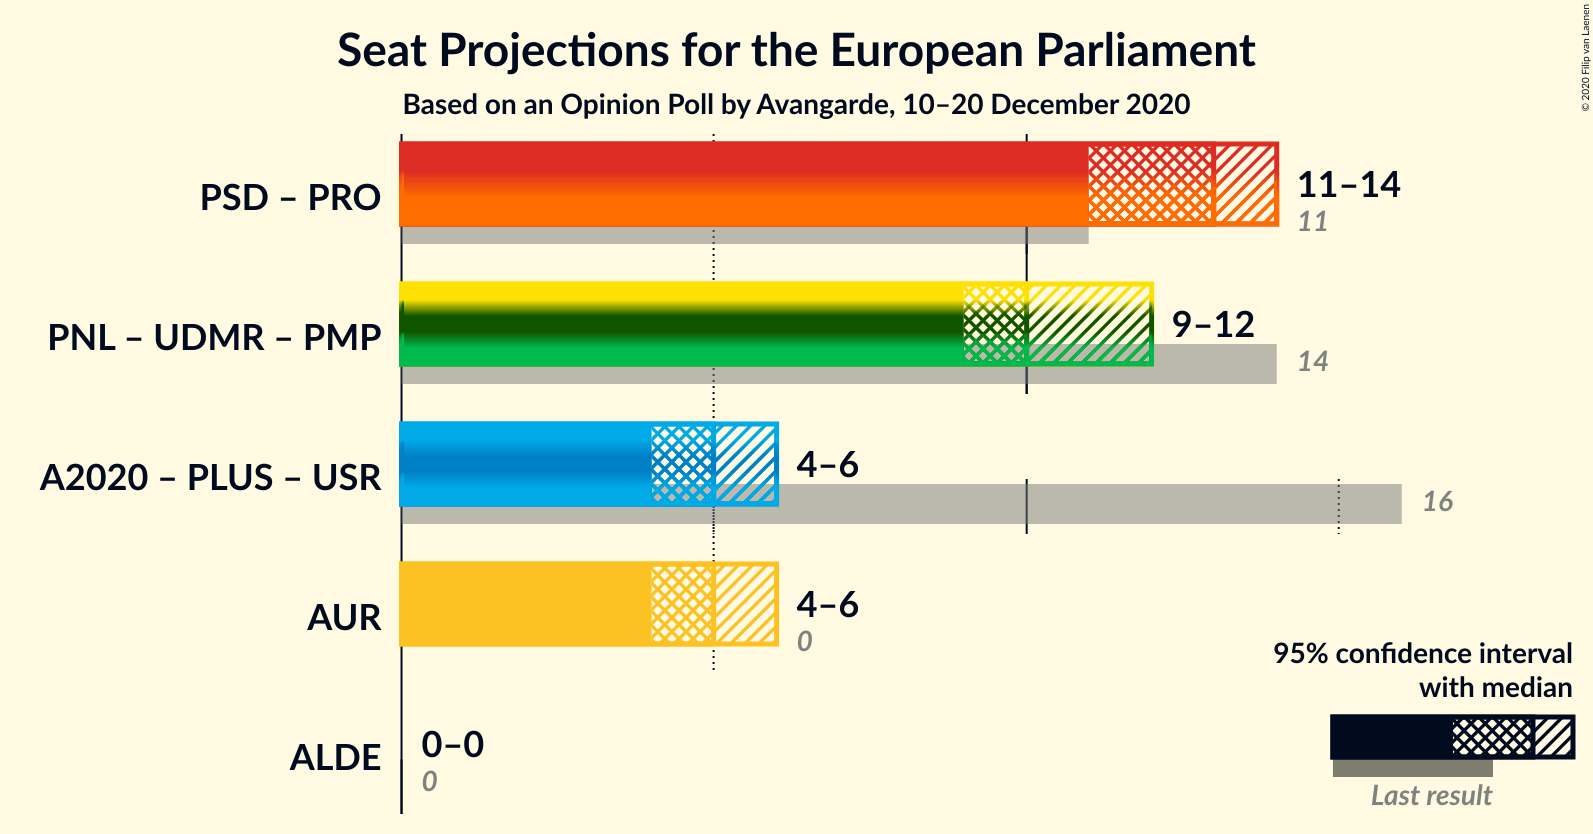 Seat Projections for the European Parliament
Based on an Opinion Poll by Avangarde, 10–20 December 2020
© 2020 Filip van Laenen
PSD – PRO
11–14
11
PNL – UDMR – PMP
9–12
14
A2020 – PLUS – USR
4–6
16
AUR
4–6
0
ALDE
0–0
0
95% confidence interval
with median
Last result